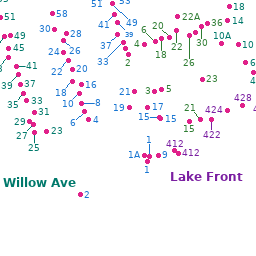 51 53 18
58 41 22A 36 14
51 49 30 28 49 39 6 20 30
45 37 4 18 22 26 10A 10
24 26 33 2 6
41 22 20 23 4
39 37 18 16 21 3 5
35 33 10 8 19 17 21 424 428
31 6 4 15 15 15 422
29 27 23
25 1 412
1A 9 412
1
Willow Ave Lake Front
2